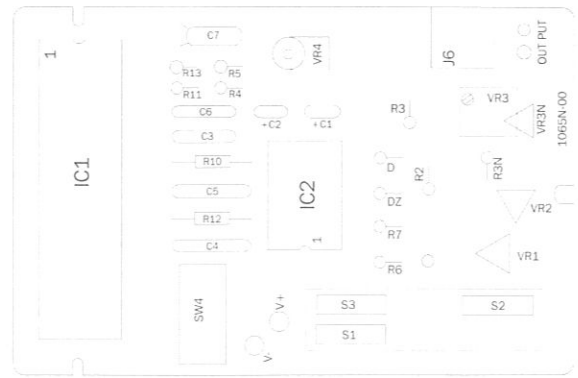 C7
1
VR4
J6
OUT PUT
R13
R5
R11
R4
VR3
C6
+C2
+C1
R3
VR3N
1065N-00
C3
IC1
R10
D
R2
R3N
C5
IC2
DZ
VR2
R12
R7
C4
1
R6
VR1
SW4
V+
S3
S2
S1
V-